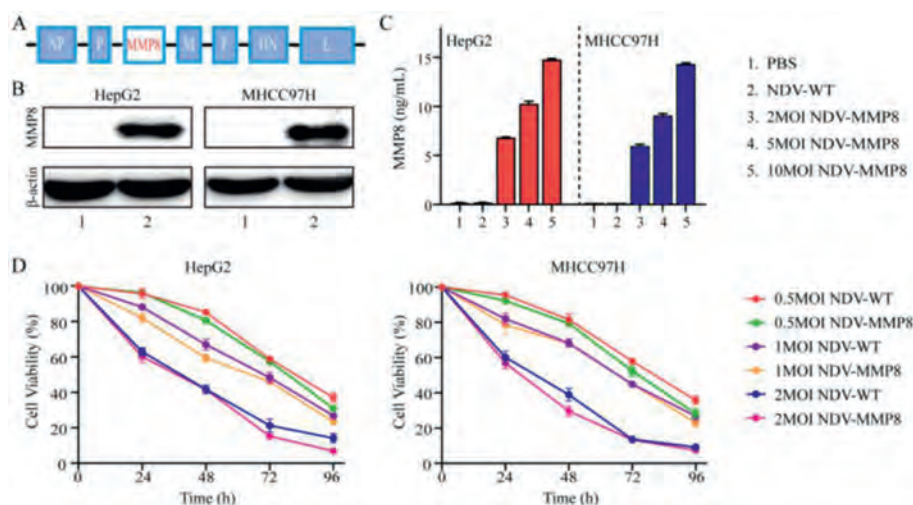 A
NP P MMP8 M F HN L
B
HepG2 MHCC97H
MMP8
β-actin
1 2 1 2
C
HepG2 MHCC97H
MMP8 (ng/mL)
15
10
5
0
1 2 3 4 5 1 2 3 4 5
1. PBS
2. NDV-WT
3. 2MOI NDV-MMP8
4. 5MOI NDV-MMP8
5. 10MOI NDV-MMP8
D
HepG2
Cell Viability (%)
100
80
60
40
20
0
0 24 48 72 96
Time (h)
MHCC97H
Cell Viability (%)
100
80
60
40
20
0
0 24 48 72 96
Time (h)
0.5MOI NDV-WT
0.5MOI NDV-MMP8
1MOI NDV-WT
1MOI NDV-MMP8
2MOI NDV-WT
2MOI NDV-MMP8